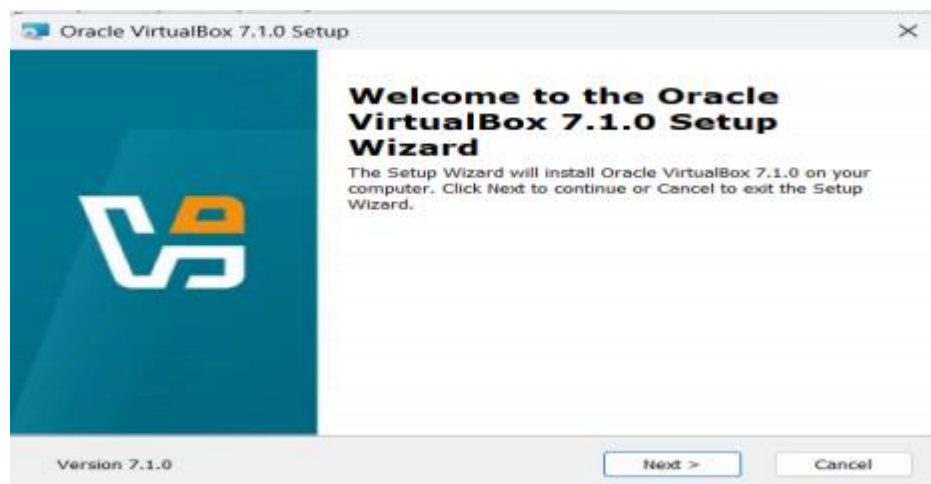 Oracle VirtualBox 7.1.0 Setup
Welcome to the Oracle
VirtualBox 7.1.0 Setup
Wizard
The Setup Wizard will install Oracle VirtualBox 7.1.0 on your
computer. Click Next to continue or Cancel to exit the Setup
Wizard.
Version 7.1.0
Next >
Cancel